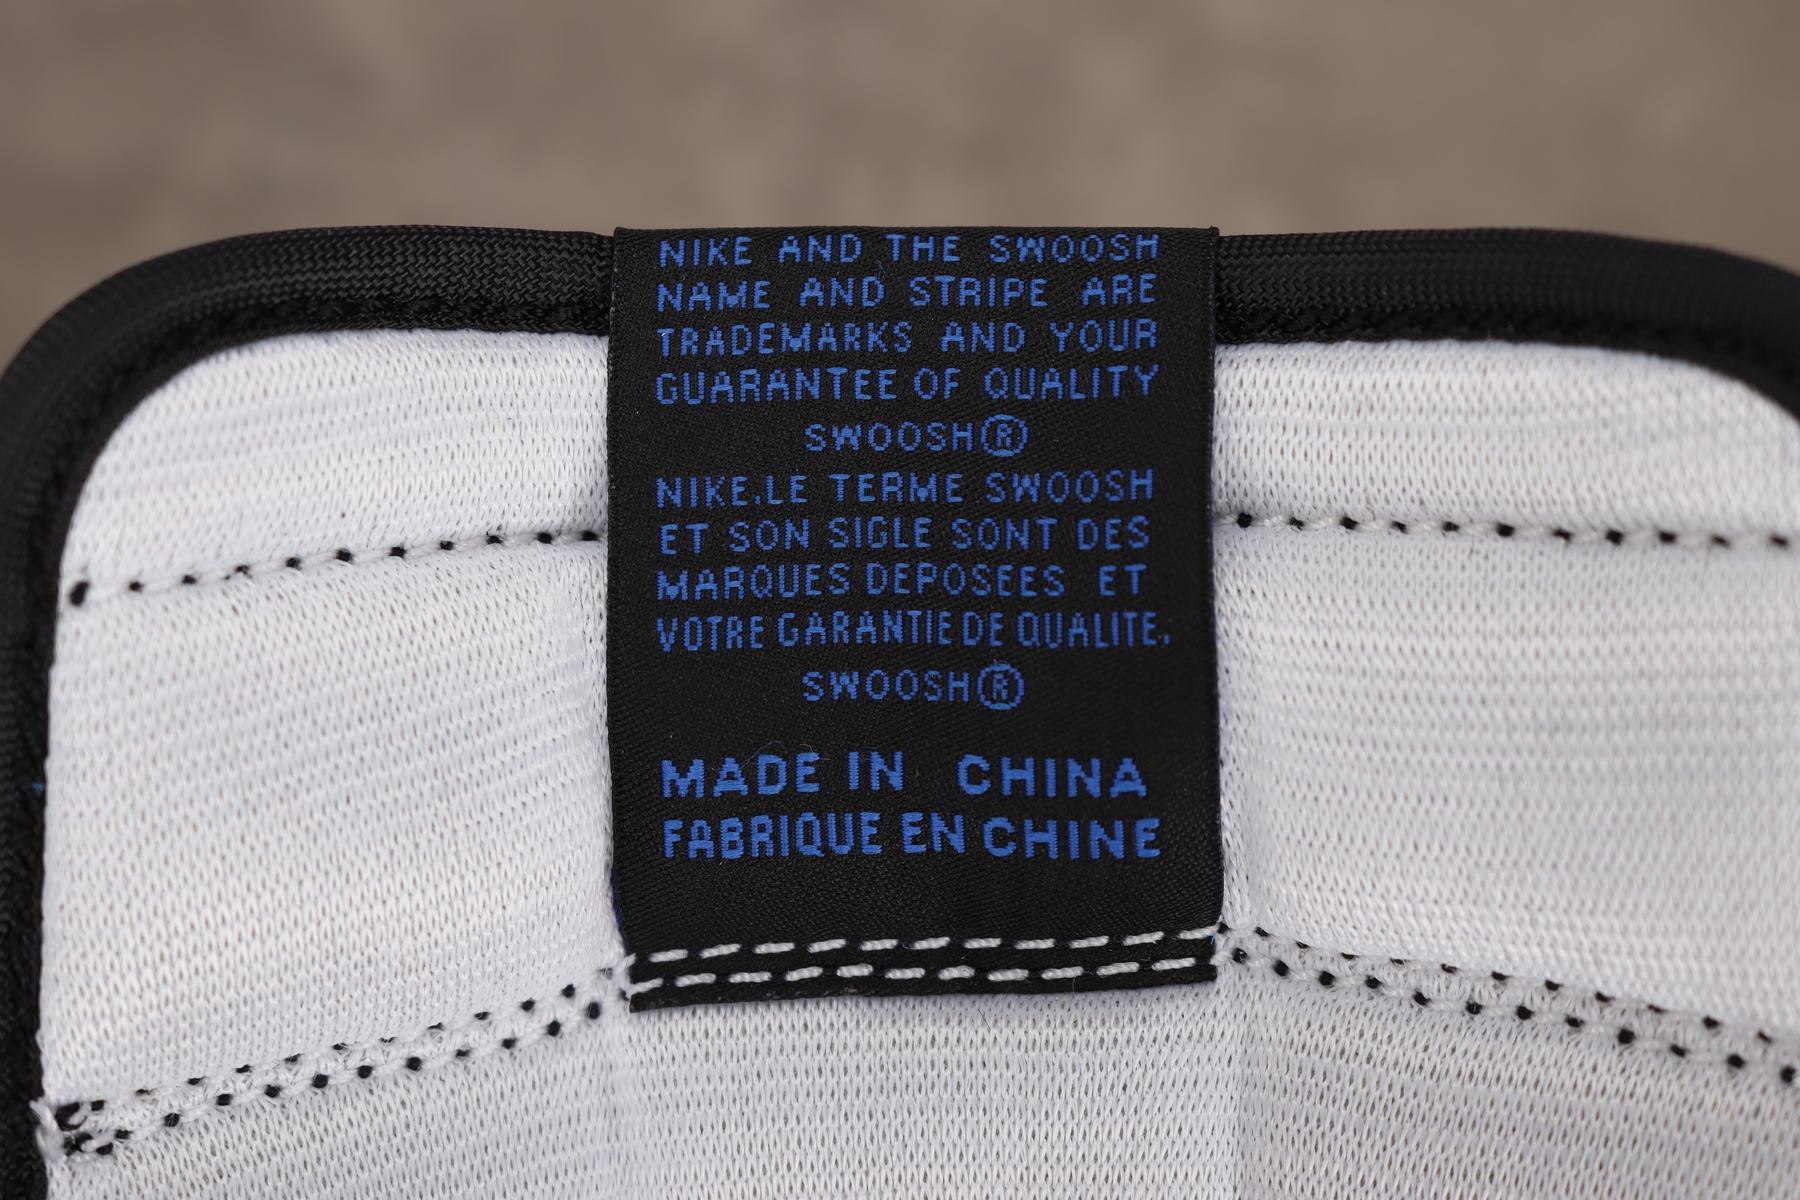 NIKE AND THE SWOOSH
NAME AND STRIPE ARE
TRADEMARKS AND YOUR
GUARANTEE OF QUALITY
SWOOSH®
NIKE.LE TERME SWOOSH
ET SON SIGLE SONT DES
MARQUES DEPOSEES ET
VOTRE GARANTIE DE QUALITE.
SWOOSH®
MADE IN CHINA
FABRIQUE EN CHINE